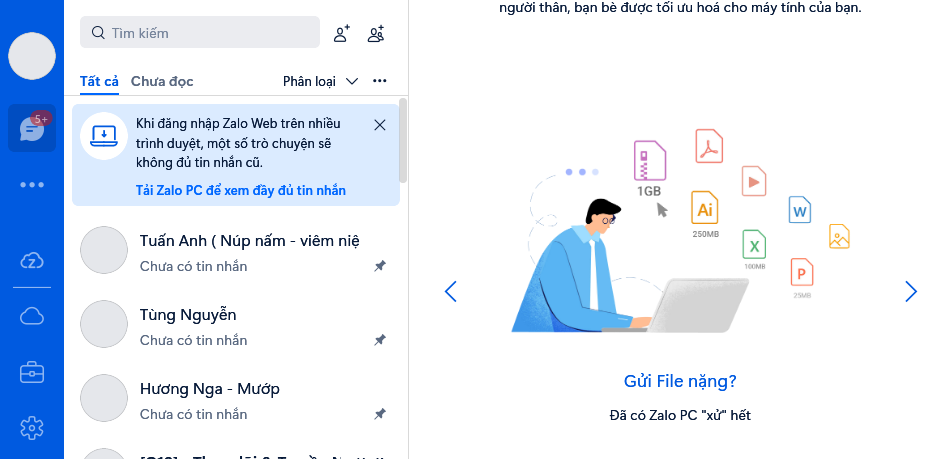 Tìm kiếm
Tất cả Chưa đọc Phân loại
5+
Khi đăng nhập Zalo Web trên nhiều
trình duyệt, một số trò chuyện sẽ
không đủ tin nhắn cũ.
Tải Zalo PC để xem đầy đủ tin nhắn
Tuấn Anh ( Núp nấm - viêm niệ
Chưa có tin nhắn
Tùng Nguyễn
Chưa có tin nhắn
Hương Nga - Mướp
Chưa có tin nhắn
người thân, bạn bè được tối ưu hoá cho máy tính của bạn.
1GB
Ai
250MB
W
X
100MB
P
25MB
Gửi File nặng?
Đã có Zalo PC "xử" hết